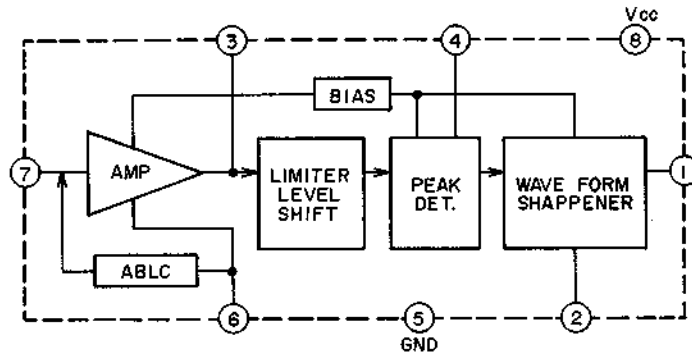 Vcc
3
4
8
BIAS
7
AMP
LIMITER
LEVEL
SHIFT
PEAK
DET.
WAVE FORM
SHAPPENER
1
ABLC
6
5
2
GND